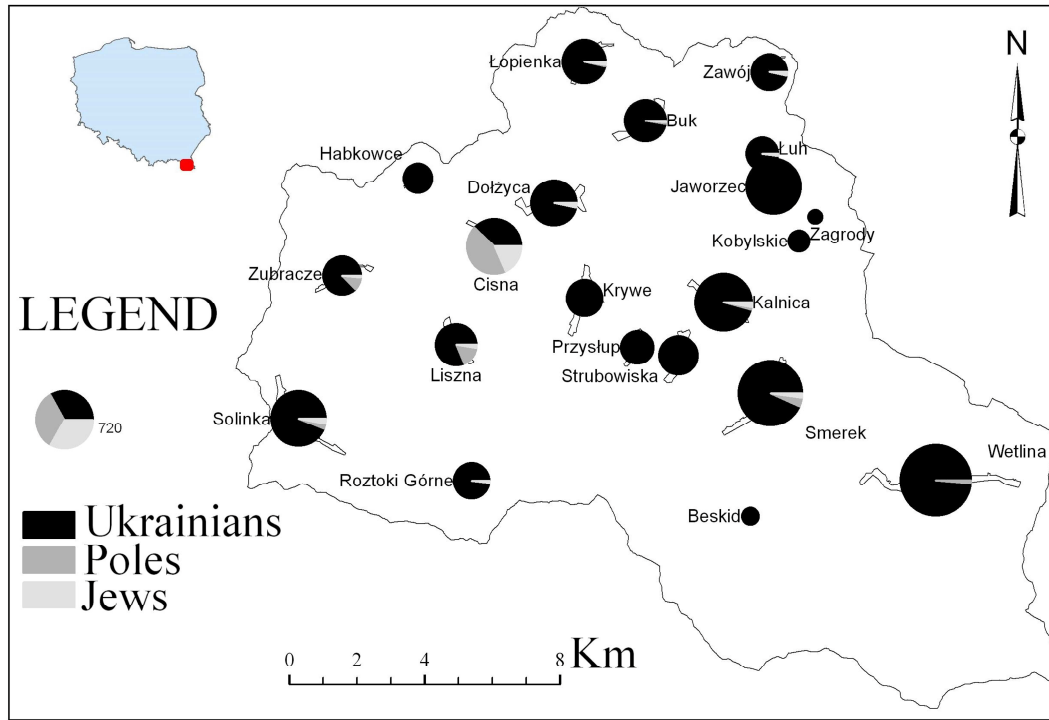 N
Łopienka
Zawój
Buk
Łuh
Habkowce
Dołżyca
Jaworzec
Zagrody
Kobylskie
Cisna
Zubracze
Krywe
Kalnica
LEGEND
Przysłup
Liszna
Strubowiska
Solinka
720
Smerek
Wetlina
Roztoki Górne
Beskid
Ukrainians
Poles
Jews
0 2 4 8 Km